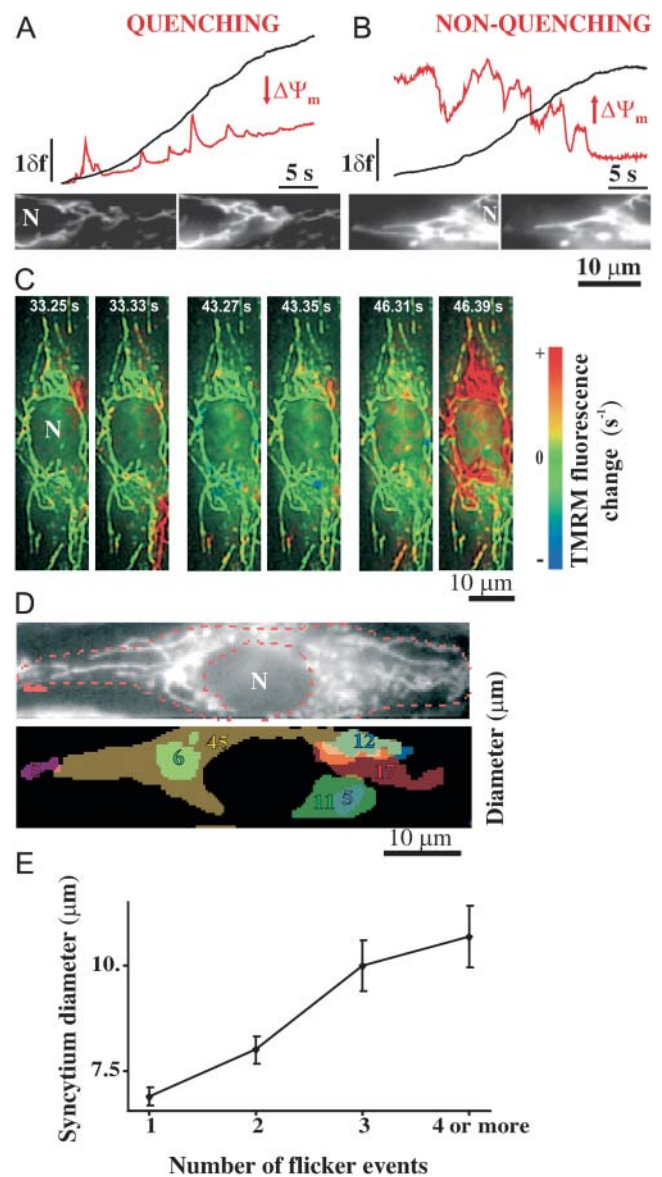 A
QUENCHING
ΔΨm
1δf
5 s
N
B
NON-QUENCHING
ΔΨm
1δf
5 s
N
10 μm
C
33.25 s 33.33 s 43.27 s 43.35 s 46.31 s 46.39 s
N
+
0
-
TMRM fluorescence
change (s⁻¹)
10 μm
D
N
6
45
12
17
11
5
Diameter (μm)
10 μm
E
Syncytium diameter (μm)
10.
7.5
1 2 3 4 or more
Number of flicker events